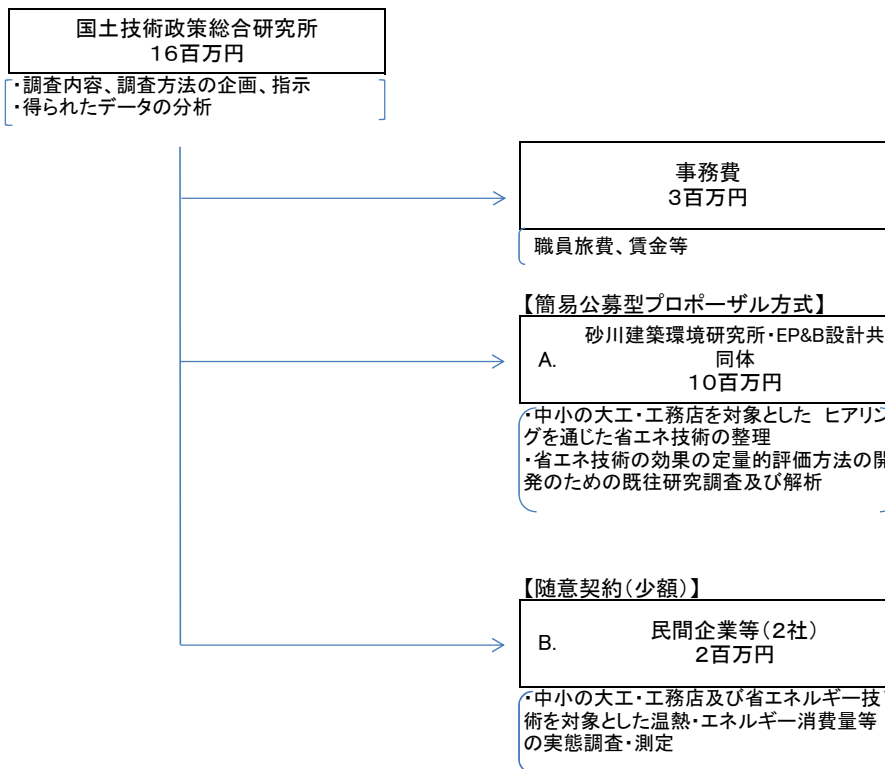 国土技術政策総合研究所
16百万円
・調査内容、調査方法の企画、指示
・得られたデータの分析
事務費
3百万円
職員旅費、賃金等
【簡易公募型プロポーザル方式】
砂川建築環境研究所・EP&B設計共
A. 同体
10百万円
・中小の大工・工務店を対象とした ヒアリン
グを通じた省エネ技術の整理
・省エネ技術の効果の定量的評価方法の開
発のための既往研究調査及び解析
【随意契約（少額）】
B. 民間企業等（2社）
2百万円
・中小の大工・工務店及び省エネルギー技
術を対象とした温熱・エネルギー消費量等
の実態調査・測定